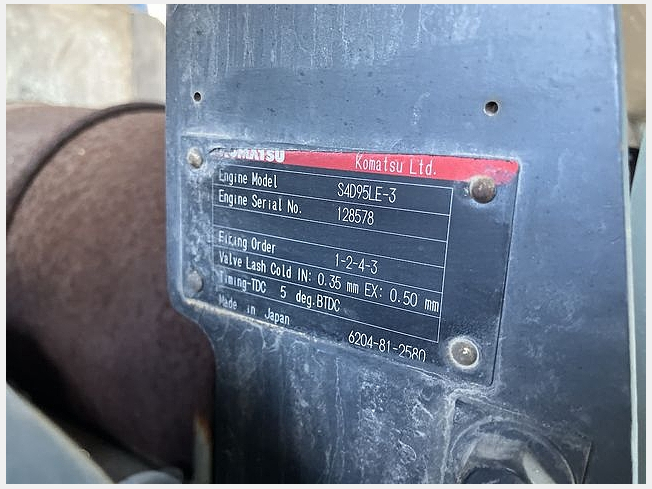 KOMATSU Komatsu Ltd.
Engine Model S4D95LE-3
Engine Serial No. 128578
Firing Order 1-2-4-3
Valve Lash Cold IN: 0.35 mm EX: 0.50 mm
Timing-TDC 5 deg.BTDC
Made in Japan
6204-81-2580